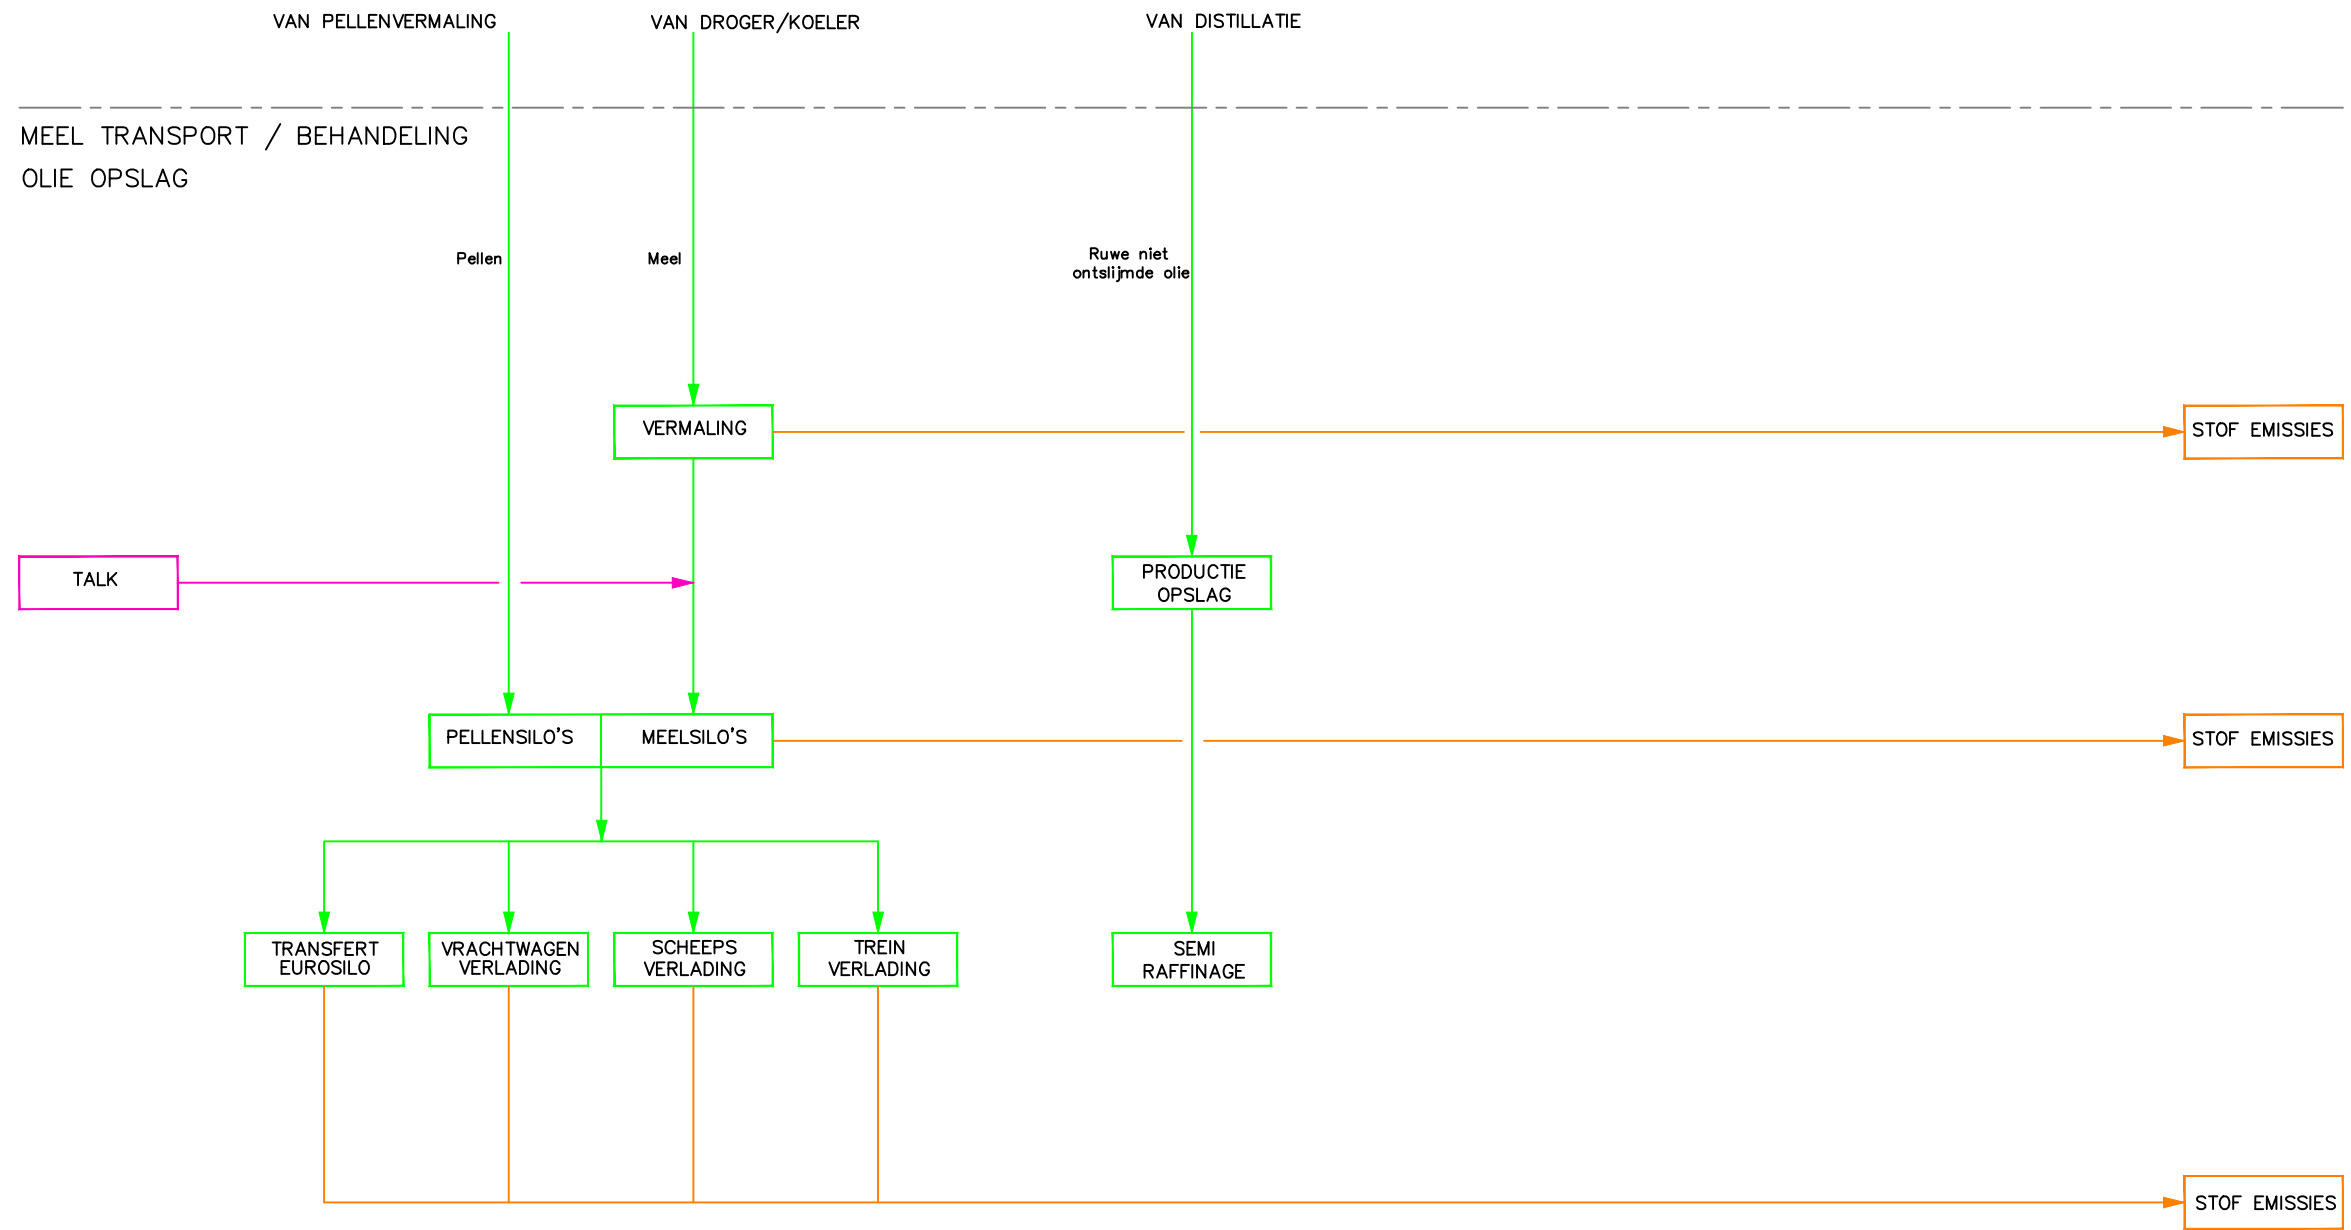 VAN PELLENVERMALING
VAN DROGER/KOELER
VAN DISTILLATIE
MEEL TRANSPORT / BEHANDELING
OLIE OPSLAG
Pellen
Meel
Ruwe niet
ontslijmde olie
VERMALING
STOF EMISSIES
TALK
PRODUCTIE
OPSLAG
PELLENSILO'S
MEELSILO'S
STOF EMISSIES
TRANSFERT
EUROSILO
VRACHTWAGEN
VERLADING
SCHEEPS
VERLADING
TREIN
VERLADING
SEMI
RAFFINAGE
STOF EMISSIES